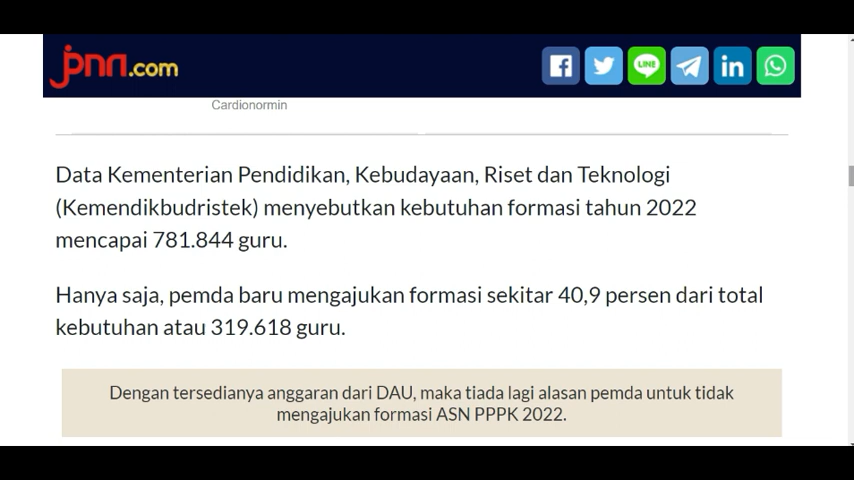 jpnn.com
Cardionormin
Data Kementerian Pendidikan, Kebudayaan, Riset dan Teknologi
(Kemendikbudristek) menyebutkan kebutuhan formasi tahun 2022
mencapai 781.844 guru.
Hanya saja, pemda baru mengajukan formasi sekitar 40,9 persen dari total
kebutuhan atau 319.618 guru.
Dengan tersedianya anggaran dari DAU, maka tiada lagi alasan pemda untuk tidak
mengajukan formasi ASN PPPK 2022.